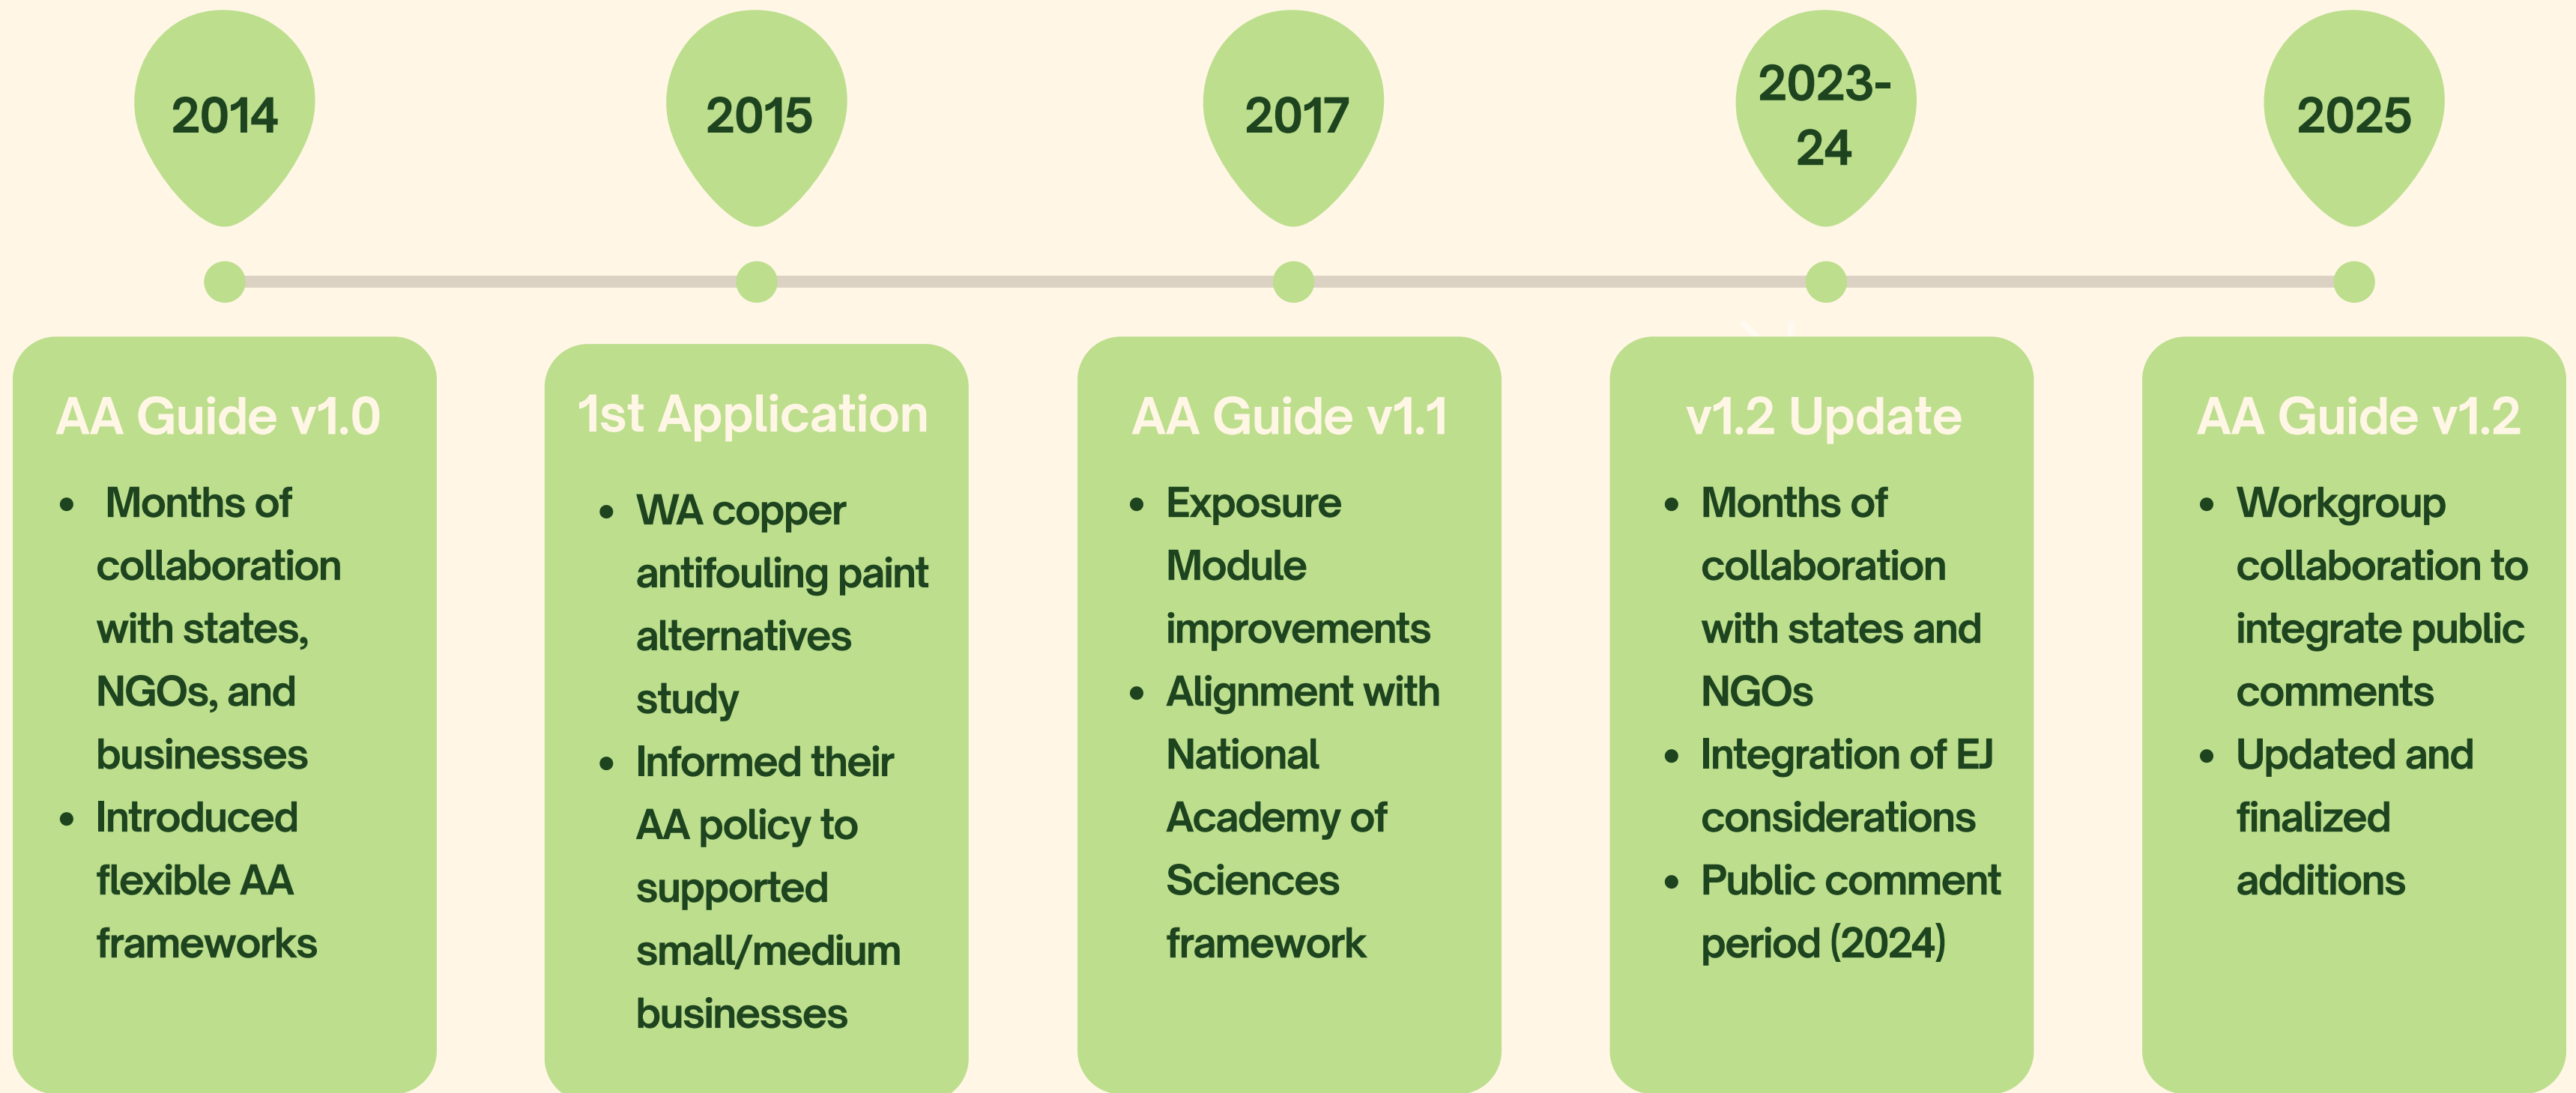 2014
AA Guide v1.0
• Months of
collaboration
with states,
NGOs, and
businesses
• Introduced
flexible AA
frameworks
2015
1st Application
• WA copper
antifouling paint
alternatives
study
• Informed their
AA policy to
supported
small/medium
businesses
2017
AA Guide v1.1
• Exposure
Module
improvements
• Alignment with
National
Academy of
Sciences
framework
2023-
24
v1.2 Update
• Months of
collaboration
with states and
NGOs
• Integration of EJ
considerations
• Public comment
period (2024)
2025
AA Guide v1.2
• Workgroup
collaboration to
integrate public
comments
• Updated and
finalized
additions